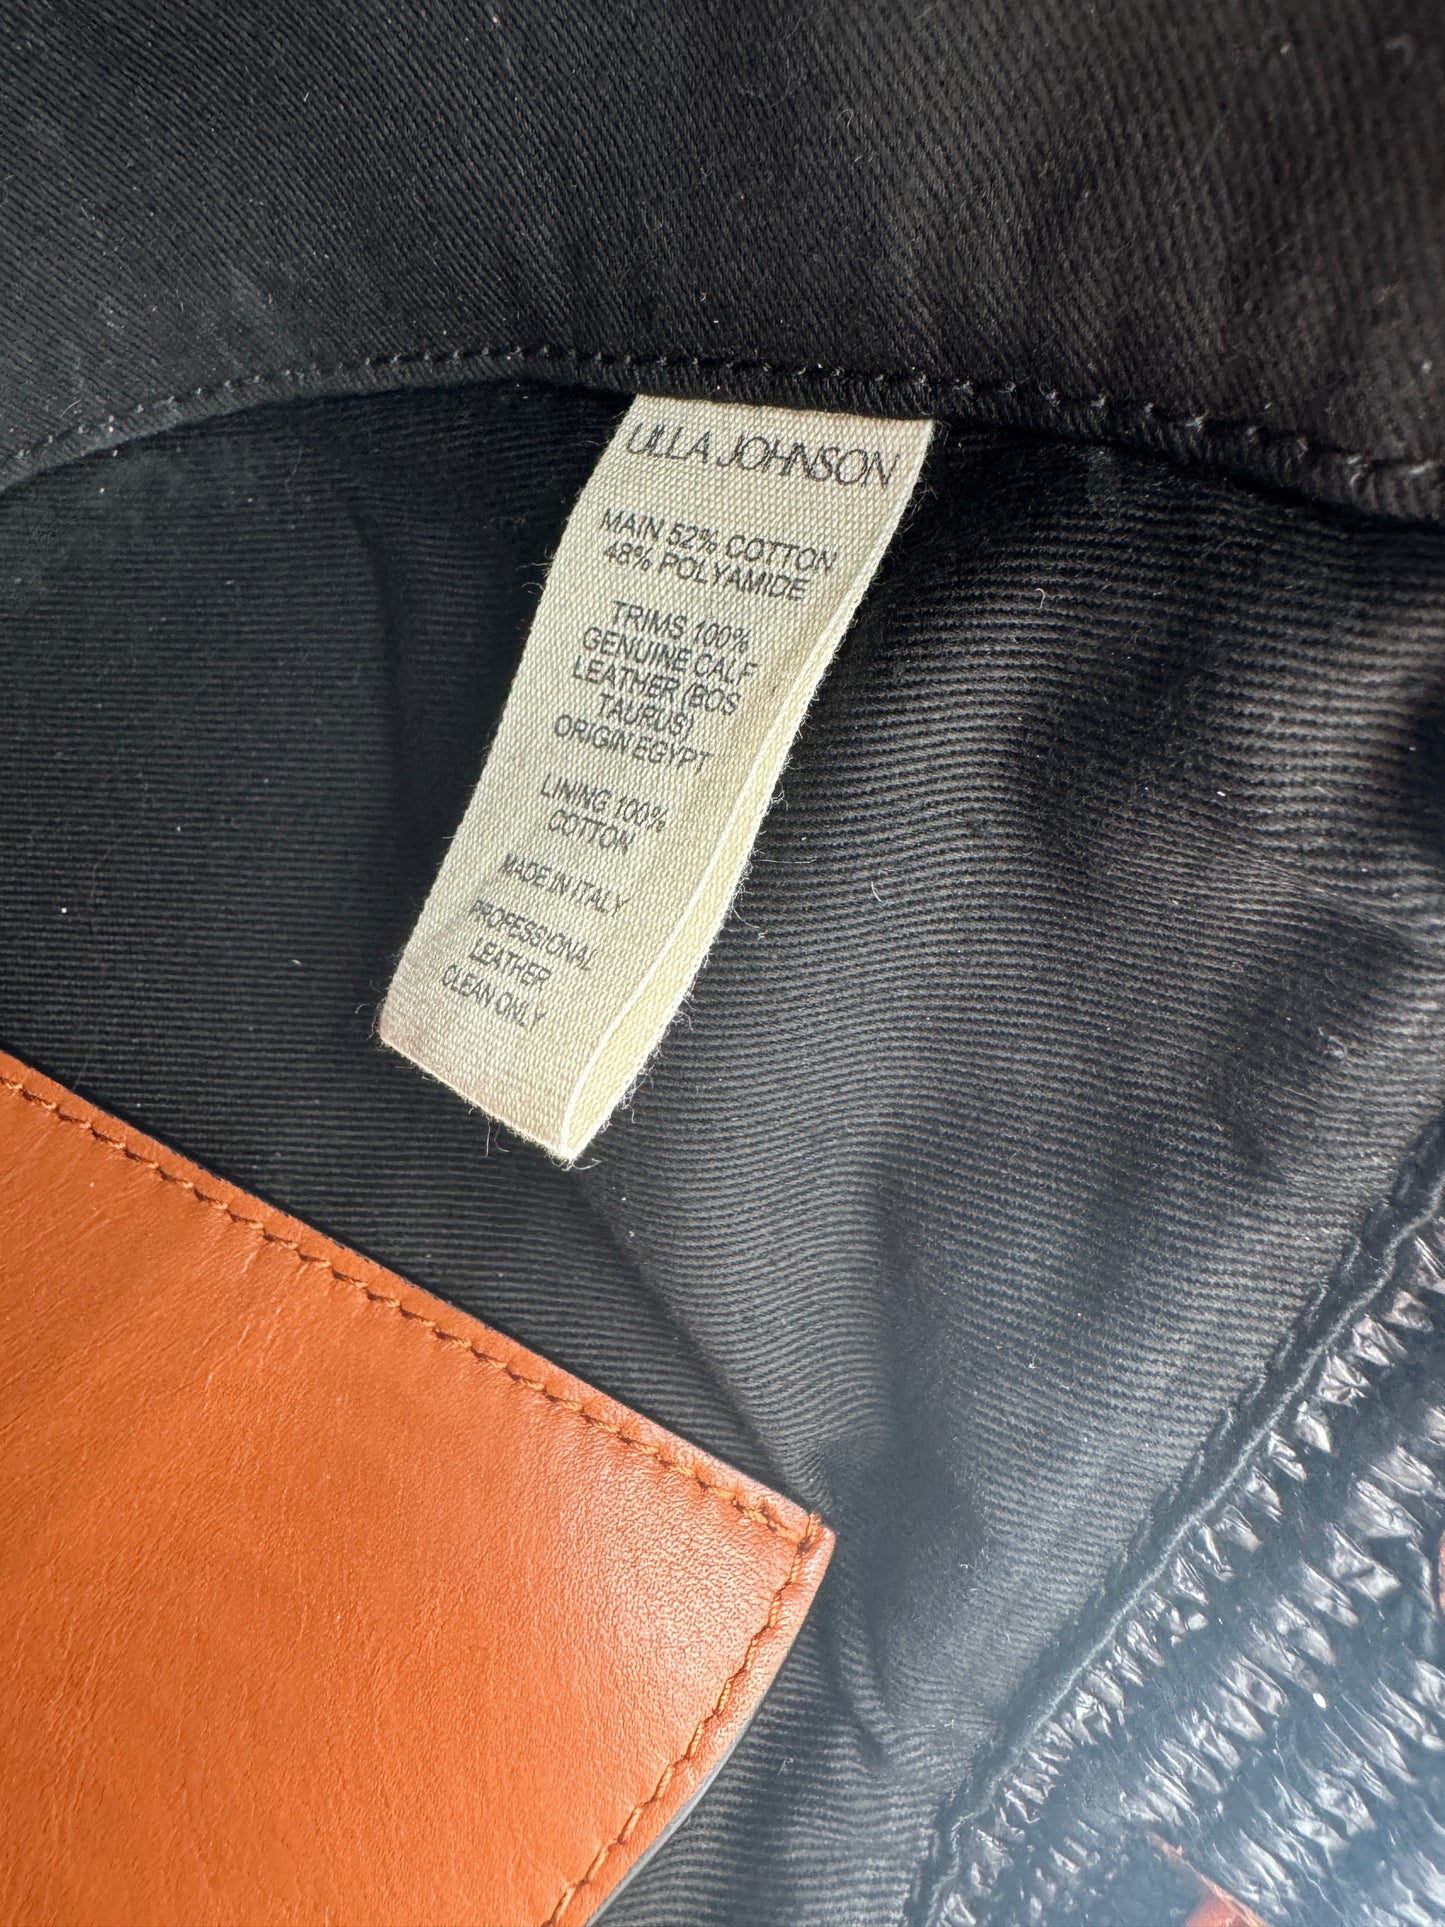 ULLA JOHNSON
MAIN 52% COTTON
48% POLYAMIDE
TRIMS 100%
GENUINE CALF
LEATHER (BOS
TAURUS)
ORIGIN EGYPT
LINING 100%
COTTON
MADE IN ITALY
PROFESSIONAL
LEATHER
CLEAN ONLY